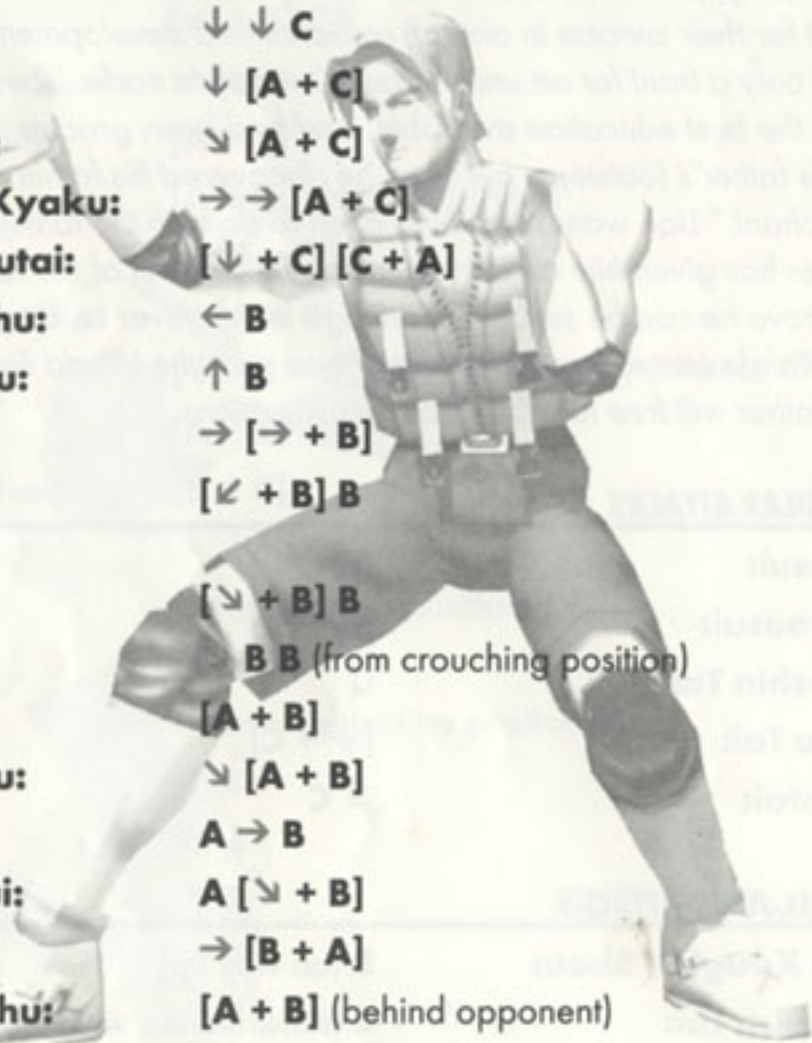 ↓ ↓ C
↓ [A + C]
↘ [A + C]
Kyaku: → → [A + C]
utai: [↓ + C] [C + A]
hu: ← B
u: ↑ B
→ [→ + B]
[↙ + B] B
[↘ + B] B
↘ B B (from crouching position)
[A + B]
u: ↘ [A + B]
A → B
i: A [↘ + B]
→ [B + A]
hu: [A + B] (behind opponent)